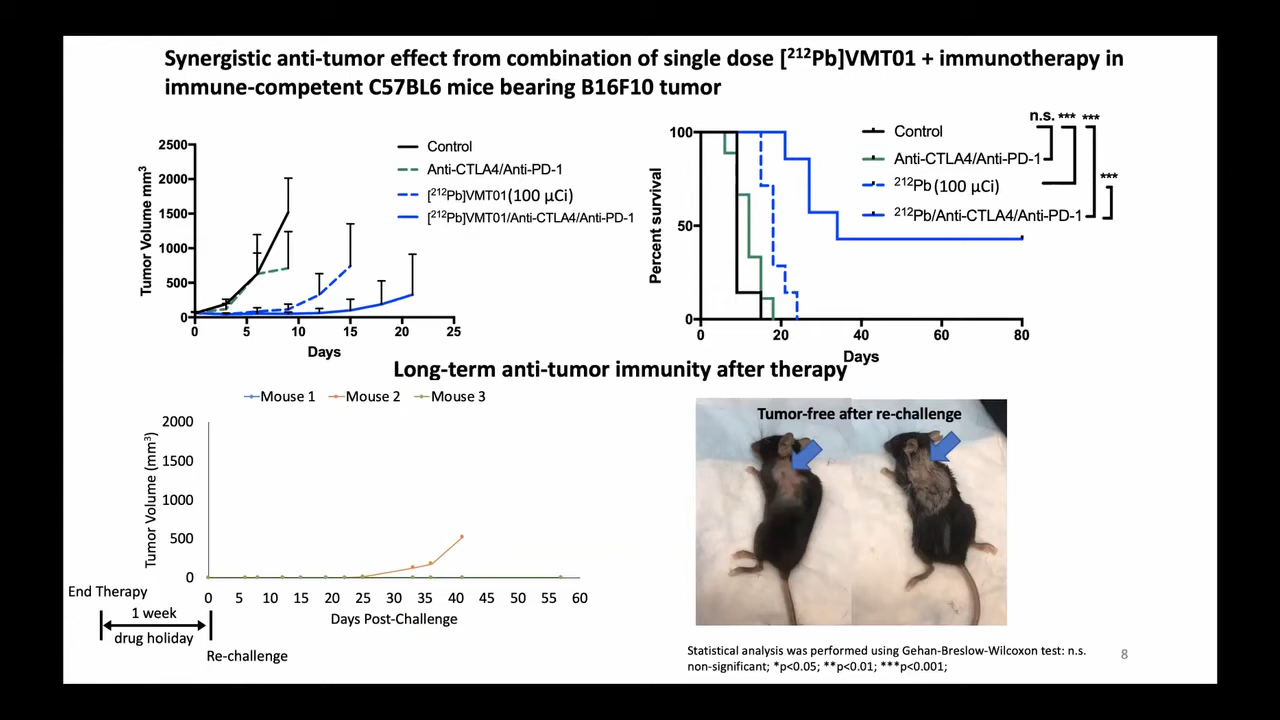 Synergistic anti-tumor effect from combination of single dose [²¹²Pb]VMT01 + immunotherapy in
immune-competent C57BL6 mice bearing B16F10 tumor
Tumor Volume mm³
2500
2000
1500
1000
500
0
0 5 10 15 20 25
Days
Control
Anti-CTLA4/Anti-PD-1
[²¹²Pb]VMT01 (100 µCi)
[²¹²Pb]VMT01/Anti-CTLA4/Anti-PD-1
Percent survival
100
50
0
0 20 40 60 80
Days
n.s. *** ***
***
Control
Anti-CTLA4/Anti-PD-1
²¹²Pb (100 µCi)
²¹²Pb/Anti-CTLA4/Anti-PD-1
Long-term anti-tumor immunity after therapy
Mouse 1 Mouse 2 Mouse 3
Tumor Volume (mm³)
2000
1500
1000
500
0
0 5 10 15 20 25 30 35 40 45 50 55 60
Days Post-Challenge
End Therapy
1 week
drug holiday
Re-challenge
Tumor-free after re-challenge
Statistical analysis was performed using Gehan-Breslow-Wilcoxon test: n.s.
non-significant; *p<0.05; **p<0.01; ***p<0.001;
8